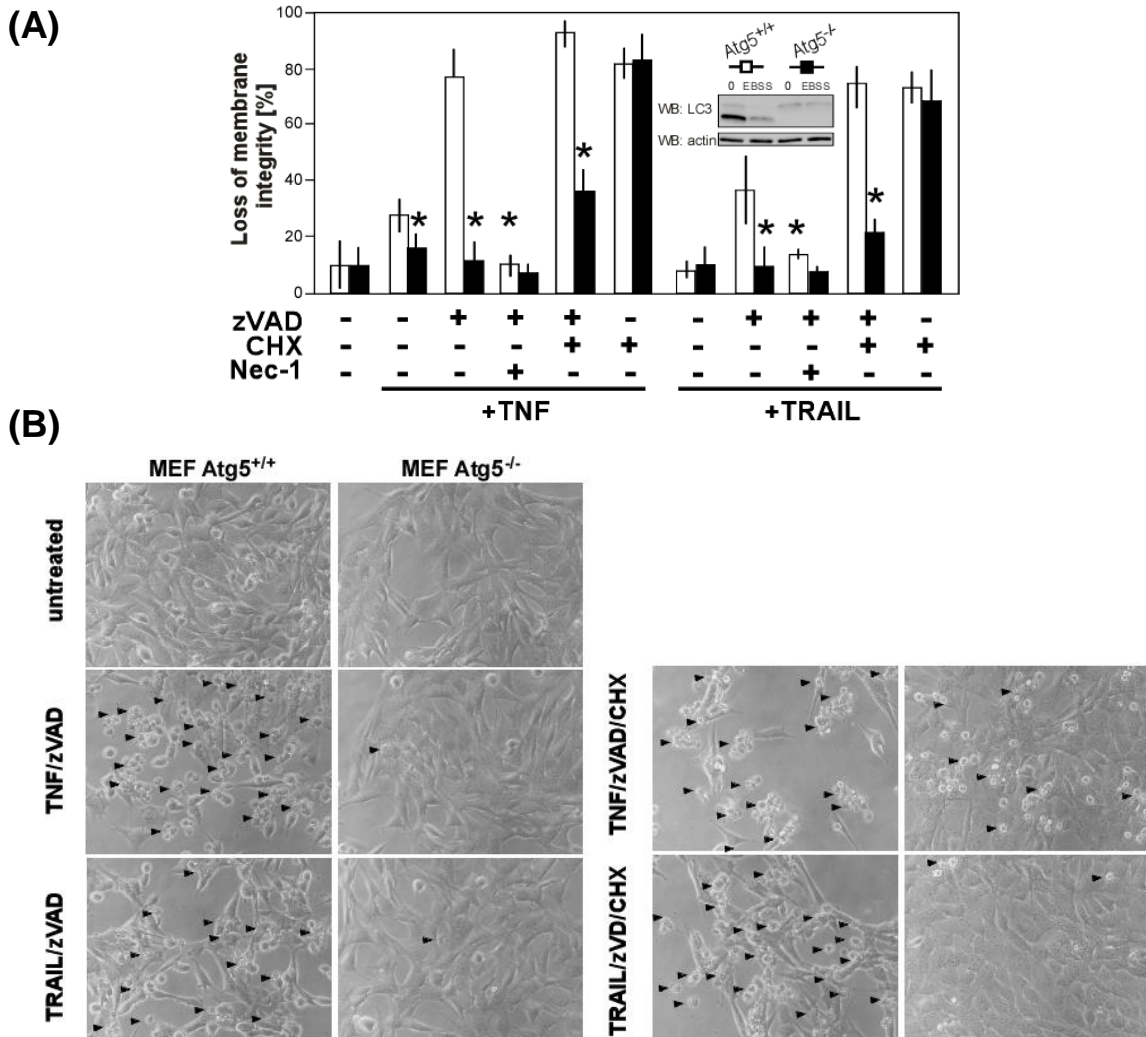 (A)
Loss of membrane
integrity [%]
100
80
60
40
20
0
Atg5+/+ Atg5-/-
0 EBSS 0 EBSS
WB: LC3
WB: actin
* * * * * * *
zVAD - - + + + - - + + + -
CHX - - - - + + - - - + +
Nec-1 - - - + - - - - + - -
+TNF +TRAIL
(B)
MEF Atg5+/+ MEF Atg5-/-
untreated
TNF/zVAD
TRAIL/zVAD
TNF/zVAD/CHX
TRAIL/zVD/CHX